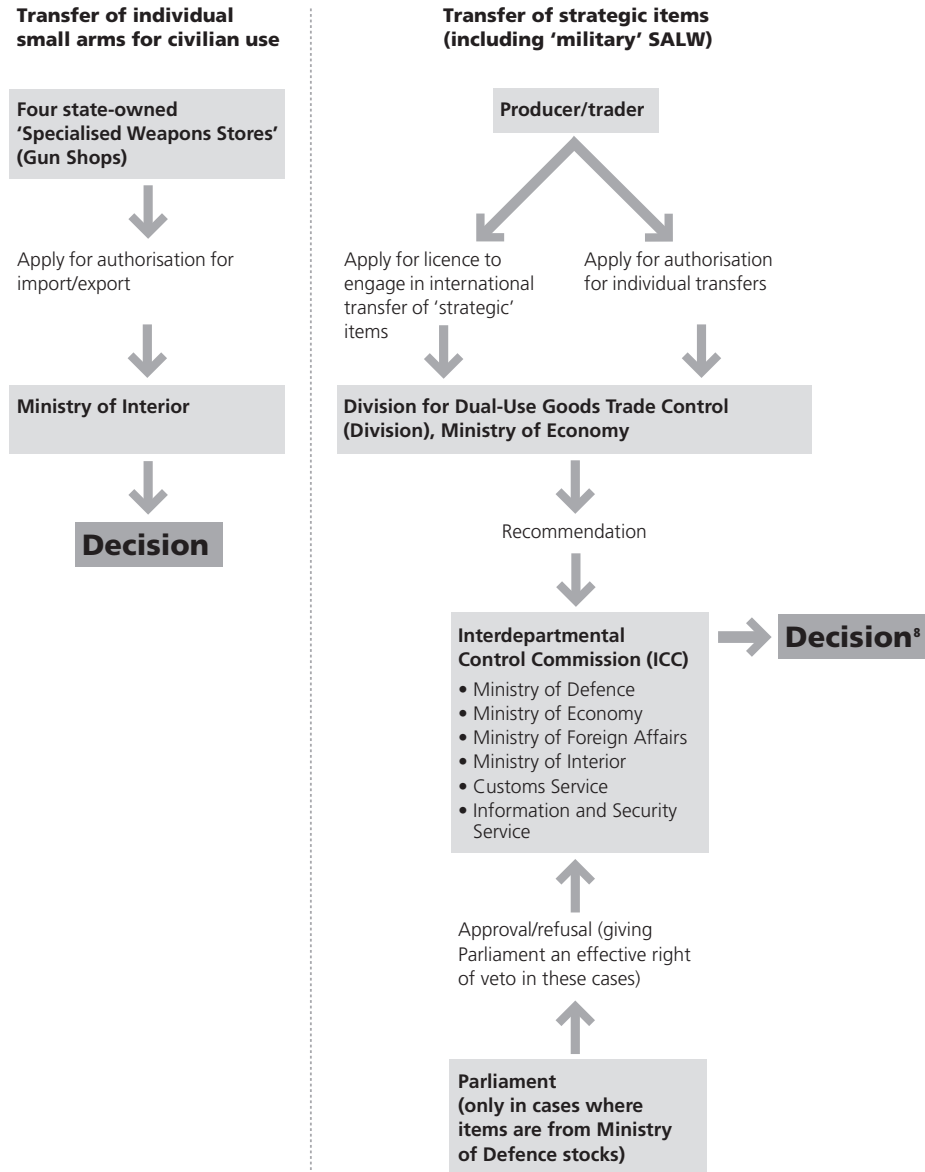 Transfer of individual
small arms for civilian use
Four state-owned
‘Specialised Weapons Stores’
(Gun Shops)
Apply for authorisation for
import/export
Ministry of Interior
Decision
Transfer of strategic items
(including ‘military’ SALW)
Producer/trader
Apply for licence to
engage in international
transfer of ‘strategic’
items
Apply for authorisation
for individual transfers
Division for Dual-Use Goods Trade Control
(Division), Ministry of Economy
Recommendation
Interdepartmental
Control Commission (ICC)
• Ministry of Defence
• Ministry of Economy
• Ministry of Foreign Affairs
• Ministry of Interior
• Customs Service
• Information and Security
Service
Decision⁸
Approval/refusal (giving
Parliament an effective right
of veto in these cases)
Parliament
(only in cases where
items are from Ministry
of Defence stocks)